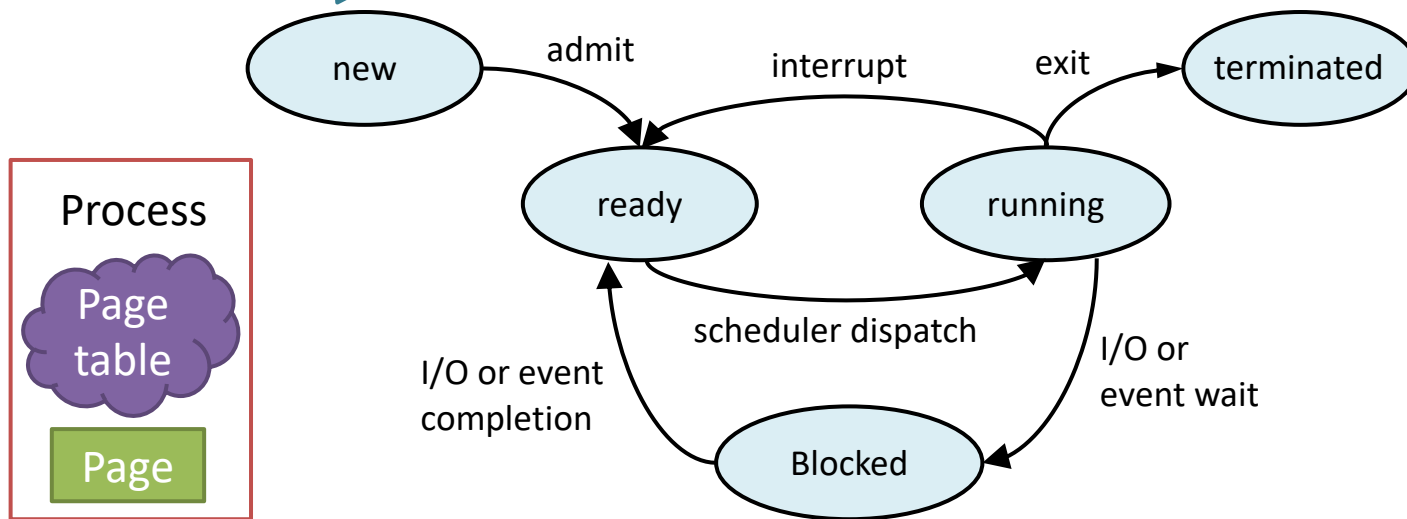 new
admit
interrupt
exit
terminated
Process
ready
running
Page
table
scheduler dispatch
I/O or event
completion
I/O or
event wait
Blocked
Page